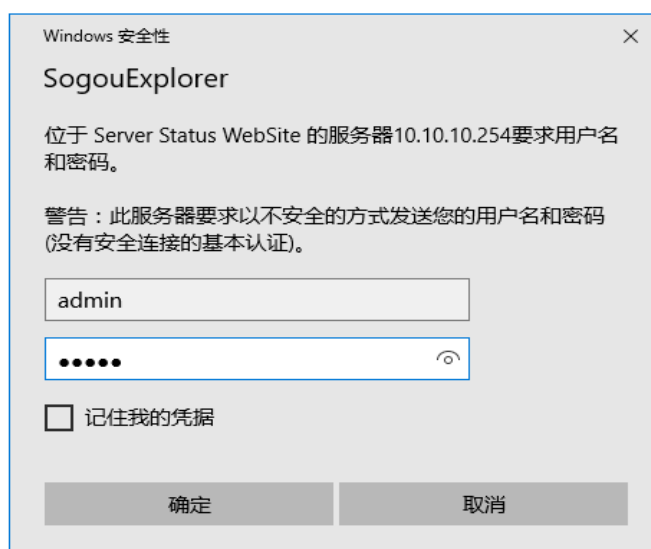 Windows 安全性
SogouExplorer
位于 Server Status WebSite 的服务器10.10.10.254要求用户名
和密码。
警告：此服务器要求以不安全的方式发送您的用户名和密码
(没有安全连接的基本认证)。
admin
●●●●●
记住我的凭据
确定
取消